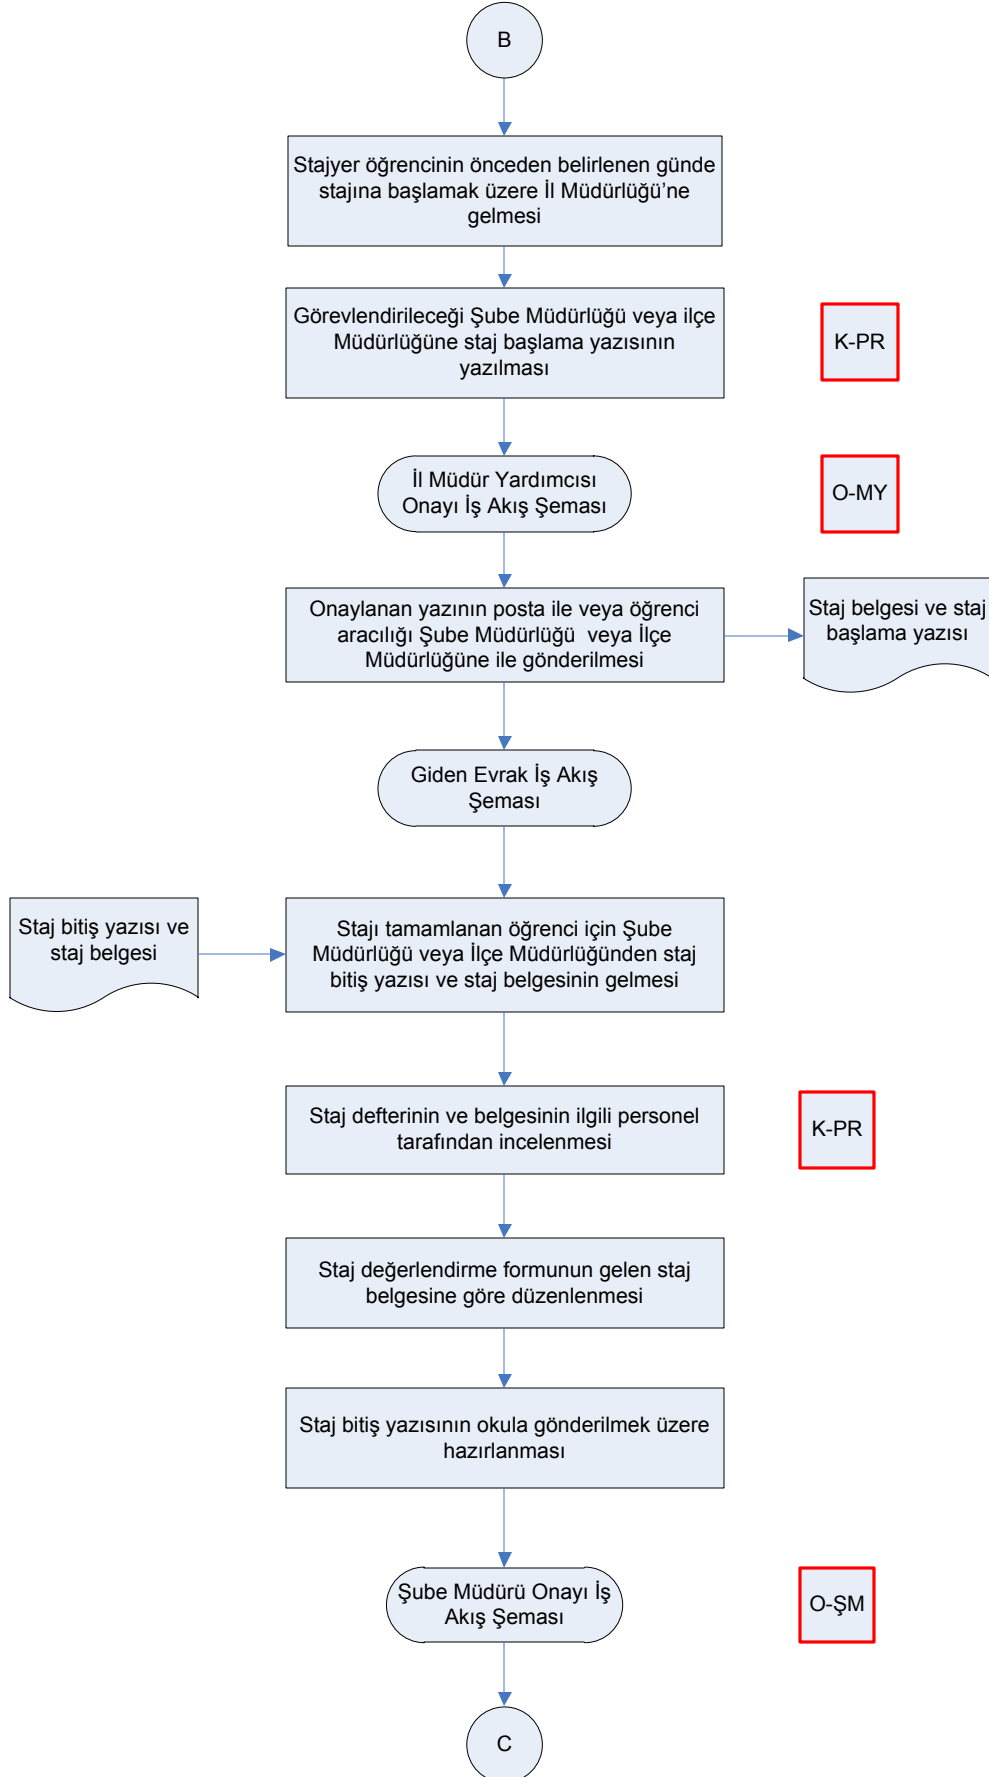 B
Stajyer öğrencinin önceden belirlenen günde
stajına başlamak üzere İl Müdürlüğü’ne
gelmesi
Görevlendirileceği Şube Müdürlüğü veya ilçe
Müdürlüğüne staj başlama yazısının
yazılması
K-PR
İl Müdür Yardımcısı
Onayı İş Akış Şeması
O-MY
Onaylanan yazının posta ile veya öğrenci
aracılığı Şube Müdürlüğü  veya İlçe
Müdürlüğüne ile gönderilmesi
Staj belgesi ve staj
başlama yazısı
Giden Evrak İş Akış
Şeması
Staj bitiş yazısı ve
staj belgesi
Stajı tamamlanan öğrenci için Şube
Müdürlüğü veya İlçe Müdürlüğünden staj
bitiş yazısı ve staj belgesinin gelmesi
Staj defterinin ve belgesinin ilgili personel
tarafından incelenmesi
K-PR
Staj değerlendirme formunun gelen staj
belgesine göre düzenlenmesi
Staj bitiş yazısının okula gönderilmek üzere
hazırlanması
Şube Müdürü Onayı İş
Akış Şeması
O-ŞM
C